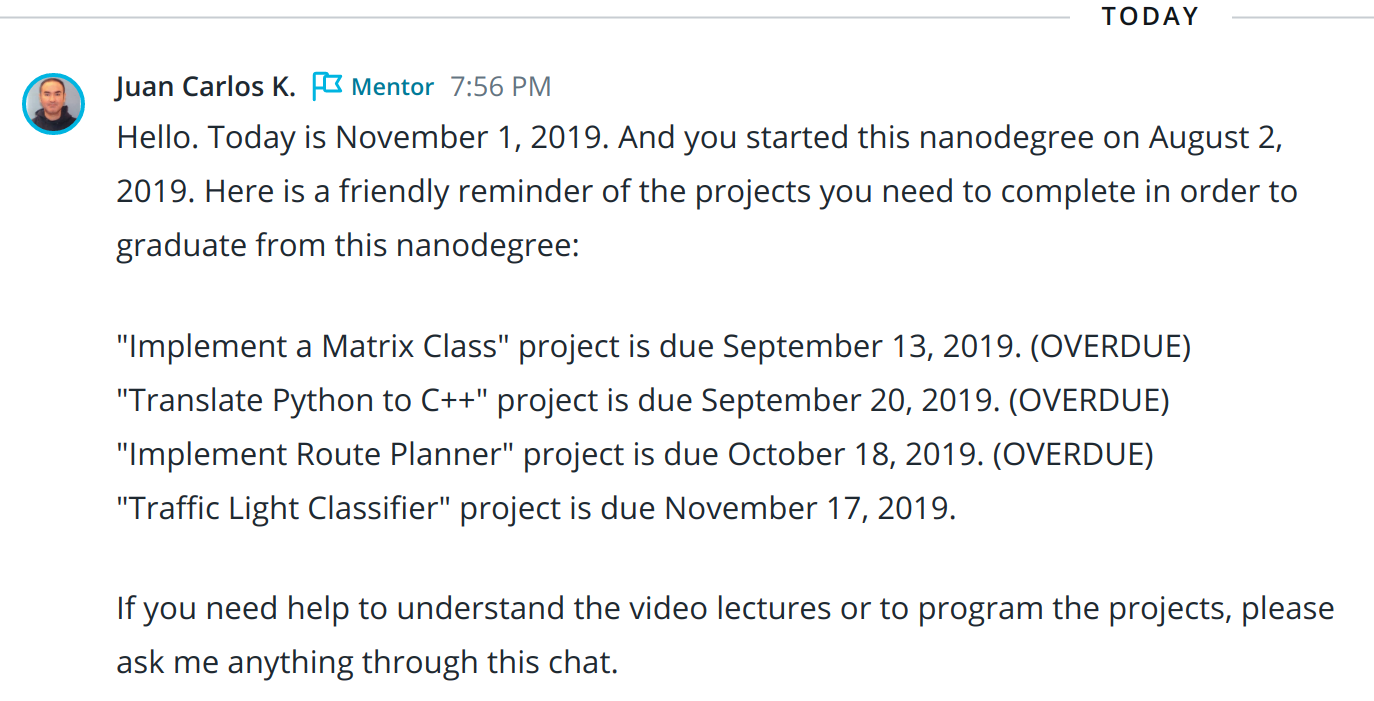 TODAY
Juan Carlos K. Mentor 7:56 PM
Hello. Today is November 1, 2019. And you started this nanodegree on August 2,
2019. Here is a friendly reminder of the projects you need to complete in order to
graduate from this nanodegree:
"Implement a Matrix Class" project is due September 13, 2019. (OVERDUE)
"Translate Python to C++" project is due September 20, 2019. (OVERDUE)
"Implement Route Planner" project is due October 18, 2019. (OVERDUE)
"Traffic Light Classifier" project is due November 17, 2019.
If you need help to understand the video lectures or to program the projects, please
ask me anything through this chat.